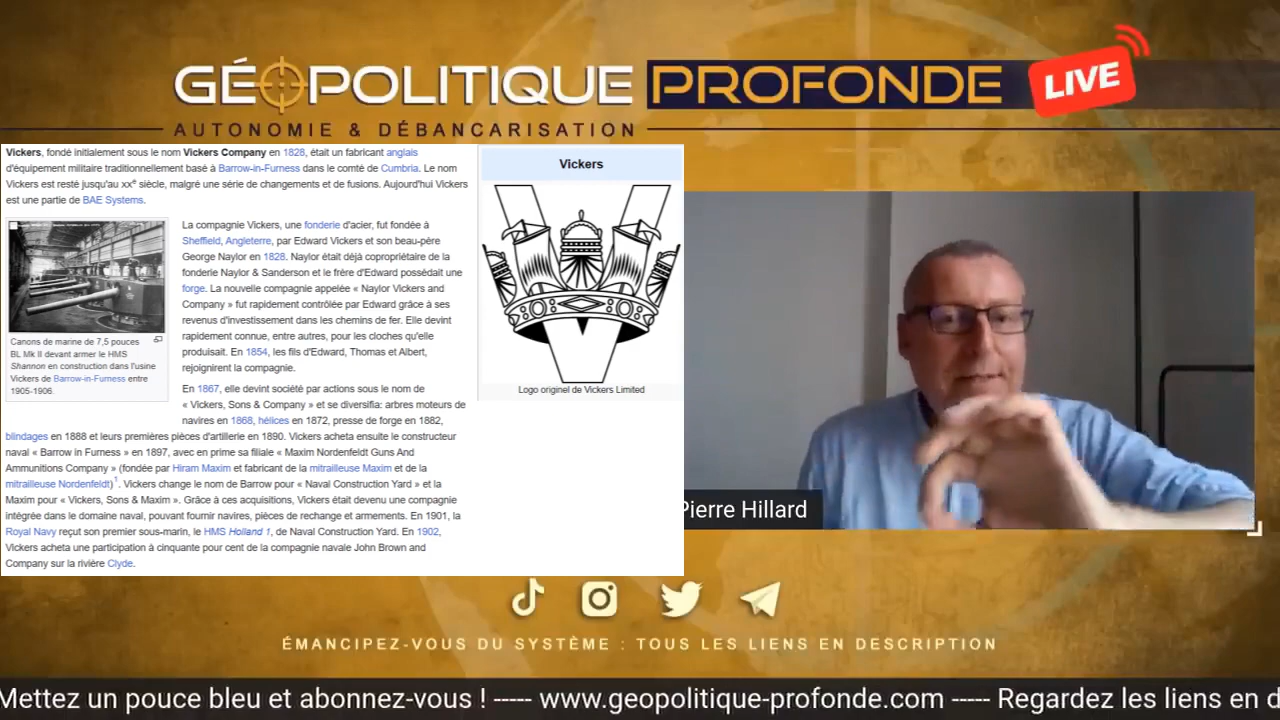 GÉOPOLITIQUE PROFONDE LIVE
AUTONOMIE & DÉBANCARISATION
Vickers, fondé initialement sous le nom Vickers Company en 1828, était un fabricant anglais
d'équipement militaire traditionnellement basé à Barrow-in-Furness dans le comté de Cumbria. Le nom
Vickers est resté jusqu'au XXe siècle, malgré une série de changements et de fusions. Aujourd'hui Vickers
est une partie de BAE Systems.
Canons de marine de 7,5 pouces
BL Mk II devant armer le HMS
Shannon en construction dans l'usine
Vickers de Barrow-in-Furness entre
1905-1906.
La compagnie Vickers, une fonderie d'acier, fut fondée à
Sheffield, Angleterre, par Edward Vickers et son beau-père
George Naylor en 1828. Naylor était déjà copropriétaire de la
fonderie Naylor & Sanderson et le frère d'Edward possédait une
forge. La nouvelle compagnie appelée « Naylor Vickers and
Company » fut rapidement contrôlée par Edward grâce à ses
revenus d'investissement dans les chemins de fer. Elle devint
rapidement connue, entre autres, pour les cloches qu'elle
produisait. En 1854, les fils d'Edward, Thomas et Albert,
rejoignirent la compagnie.
En 1867, elle devint société par actions sous le nom de
« Vickers, Sons & Company » et se diversifia: arbres moteurs de
navires en 1868, hélices en 1872, presse de forge en 1882,
blindages en 1888 et leurs premières pièces d'artillerie en 1890. Vickers acheta ensuite le constructeur
naval « Barrow in Furness » en 1897, avec en prime sa filiale « Maxim Nordenfeldt Guns And
Ammunitions Company » (fondée par Hiram Maxim et fabricant de la mitrailleuse Maxim et de la
mitrailleuse Nordenfeldt)1. Vickers change le nom de Barrow pour « Naval Construction Yard » et la
Maxim pour « Vickers, Sons & Maxim ». Grâce à ces acquisitions, Vickers était devenu une compagnie
intégrée dans le domaine naval, pouvant fournir navires, pièces de rechange et armements. En 1901, la
Royal Navy reçut son premier sous-marin, le HMS Holland 1, de Naval Construction Yard. En 1902,
Vickers acheta une participation à cinquante pour cent de la compagnie navale John Brown and
Company sur la rivière Clyde.
Vickers
Logo originel de Vickers Limited
Pierre Hillard
ÉMANCIPEZ-VOUS DU SYSTÈME : TOUS LES LIENS EN DESCRIPTION
Mettez un pouce bleu et abonnez-vous ! ----- www.geopolitique-profonde.com ----- Regardez les liens en d